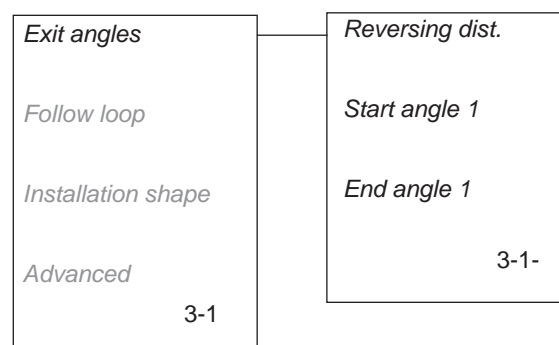 Exit angles
Follow loop
Installation shape
Advanced
3-1
Reversing dist.
Start angle 1
End angle 1
3-1-